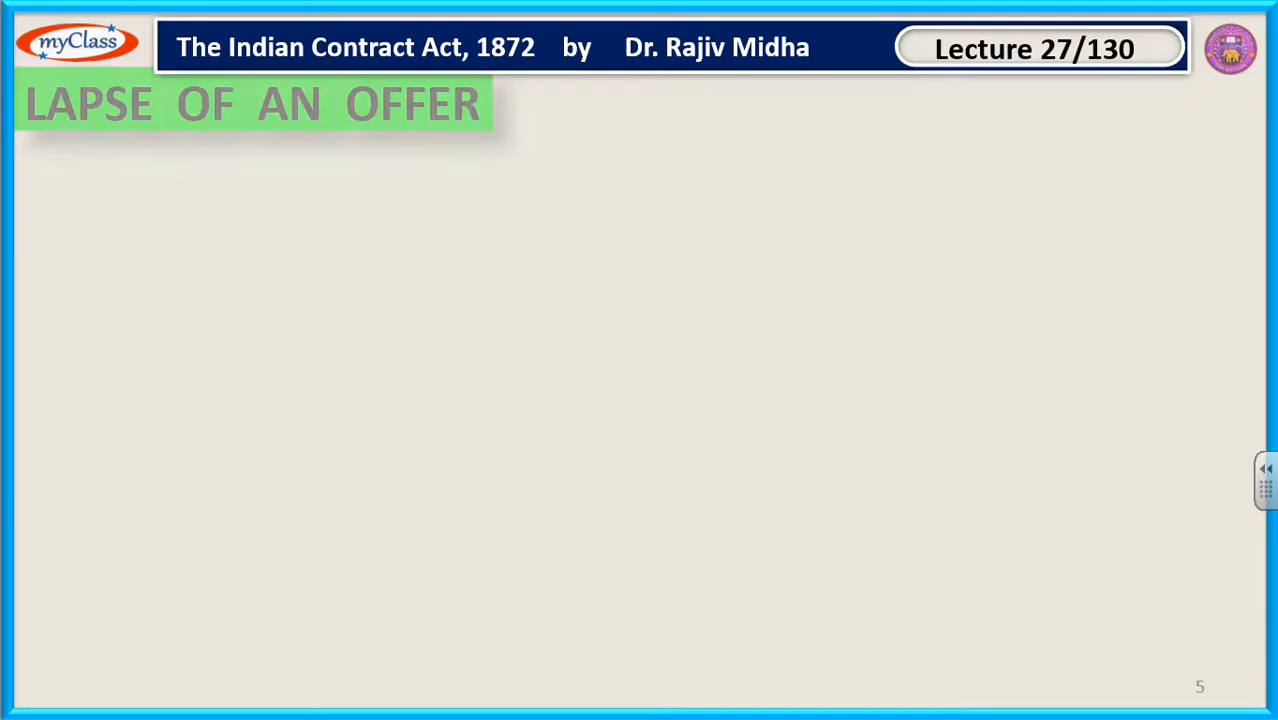 myClass
The Indian Contract Act, 1872 by Dr. Rajiv Midha
Lecture 27/130
LAPSE OF AN OFFER
5